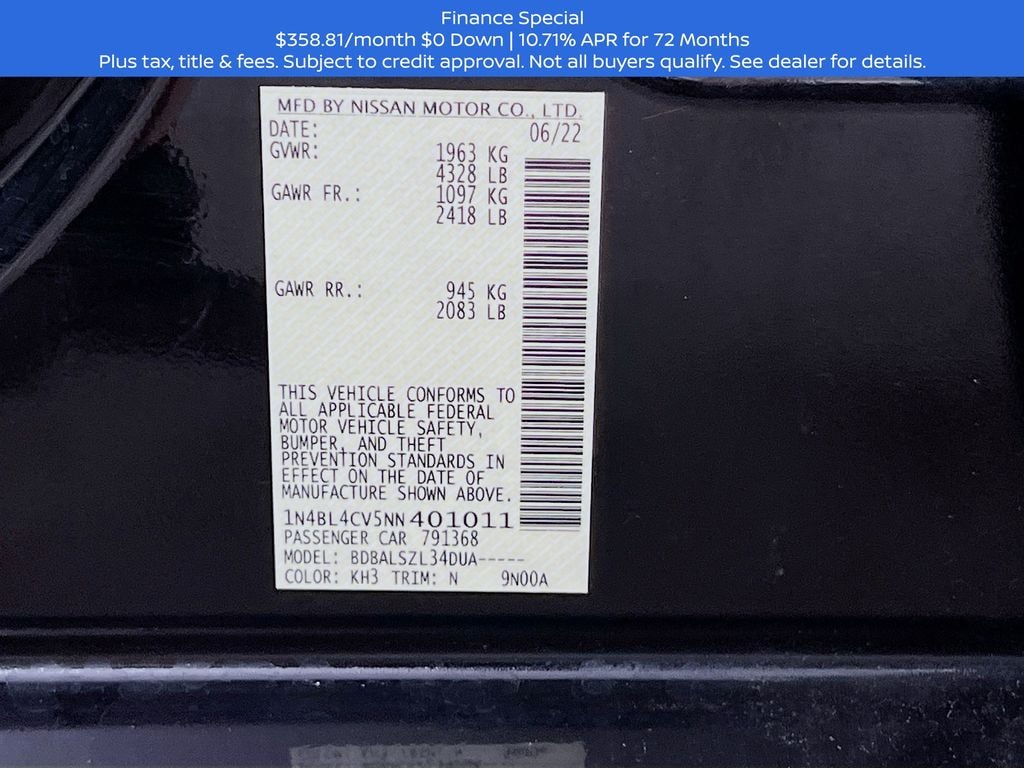 Finance Special
$358.81/month $0 Down | 10.71% APR for 72 Months
Plus tax, title & fees. Subject to credit approval. Not all buyers qualify. See dealer for details.
MFD BY NISSAN MOTOR CO., LTD.
DATE: 06/22
GVWR: 1963 KG
4328 LB
GAWR FR.: 1097 KG
2418 LB
GAWR RR.: 945 KG
2083 LB
THIS VEHICLE CONFORMS TO
ALL APPLICABLE FEDERAL
MOTOR VEHICLE SAFETY,
BUMPER, AND THEFT
PREVENTION STANDARDS IN
EFFECT ON THE DATE OF
MANUFACTURE SHOWN ABOVE.
1N4BL4CV5NN401011
PASSENGER CAR 791368
MODEL: BDBALSZL34DUA-----
COLOR: KH3 TRIM: N 9N00A